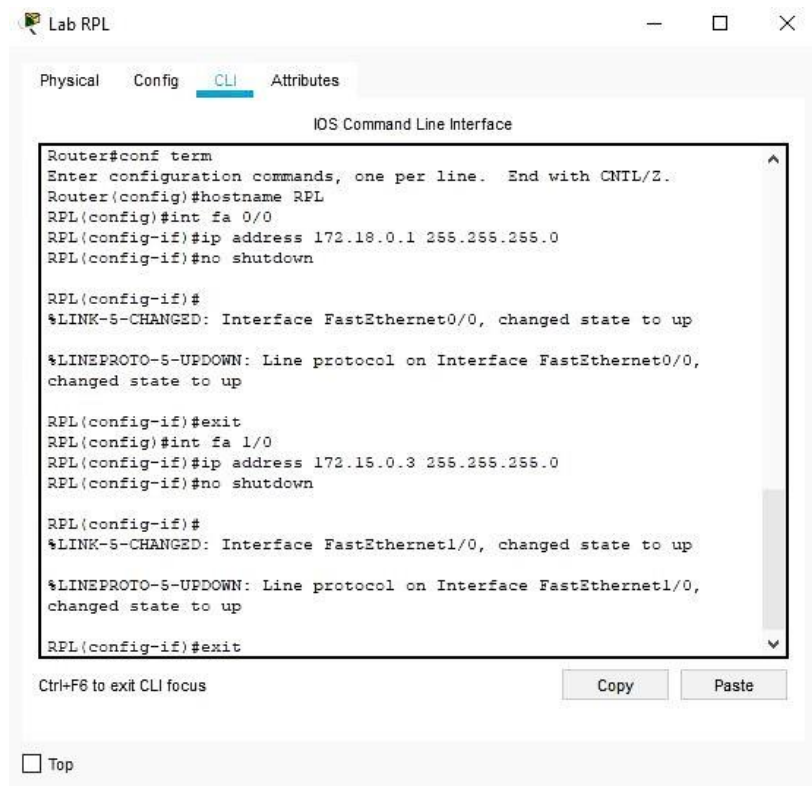 Lab RPL
Physical Config CLI Attributes
IOS Command Line Interface
Router#conf term
Enter configuration commands, one per line.  End with CNTL/Z.
Router(config)#hostname RPL
RPL(config)#int fa 0/0
RPL(config-if)#ip address 172.18.0.1 255.255.255.0
RPL(config-if)#no shutdown
RPL(config-if)#
%LINK-5-CHANGED: Interface FastEthernet0/0, changed state to up
%LINEPROTO-5-UPDOWN: Line protocol on Interface FastEthernet0/0,
changed state to up
RPL(config-if)#exit
RPL(config)#int fa 1/0
RPL(config-if)#ip address 172.15.0.3 255.255.255.0
RPL(config-if)#no shutdown
RPL(config-if)#
%LINK-5-CHANGED: Interface FastEthernet1/0, changed state to up
%LINEPROTO-5-UPDOWN: Line protocol on Interface FastEthernet1/0,
changed state to up
RPL(config-if)#exit
Ctrl+F6 to exit CLI focus
Copy Paste
Top